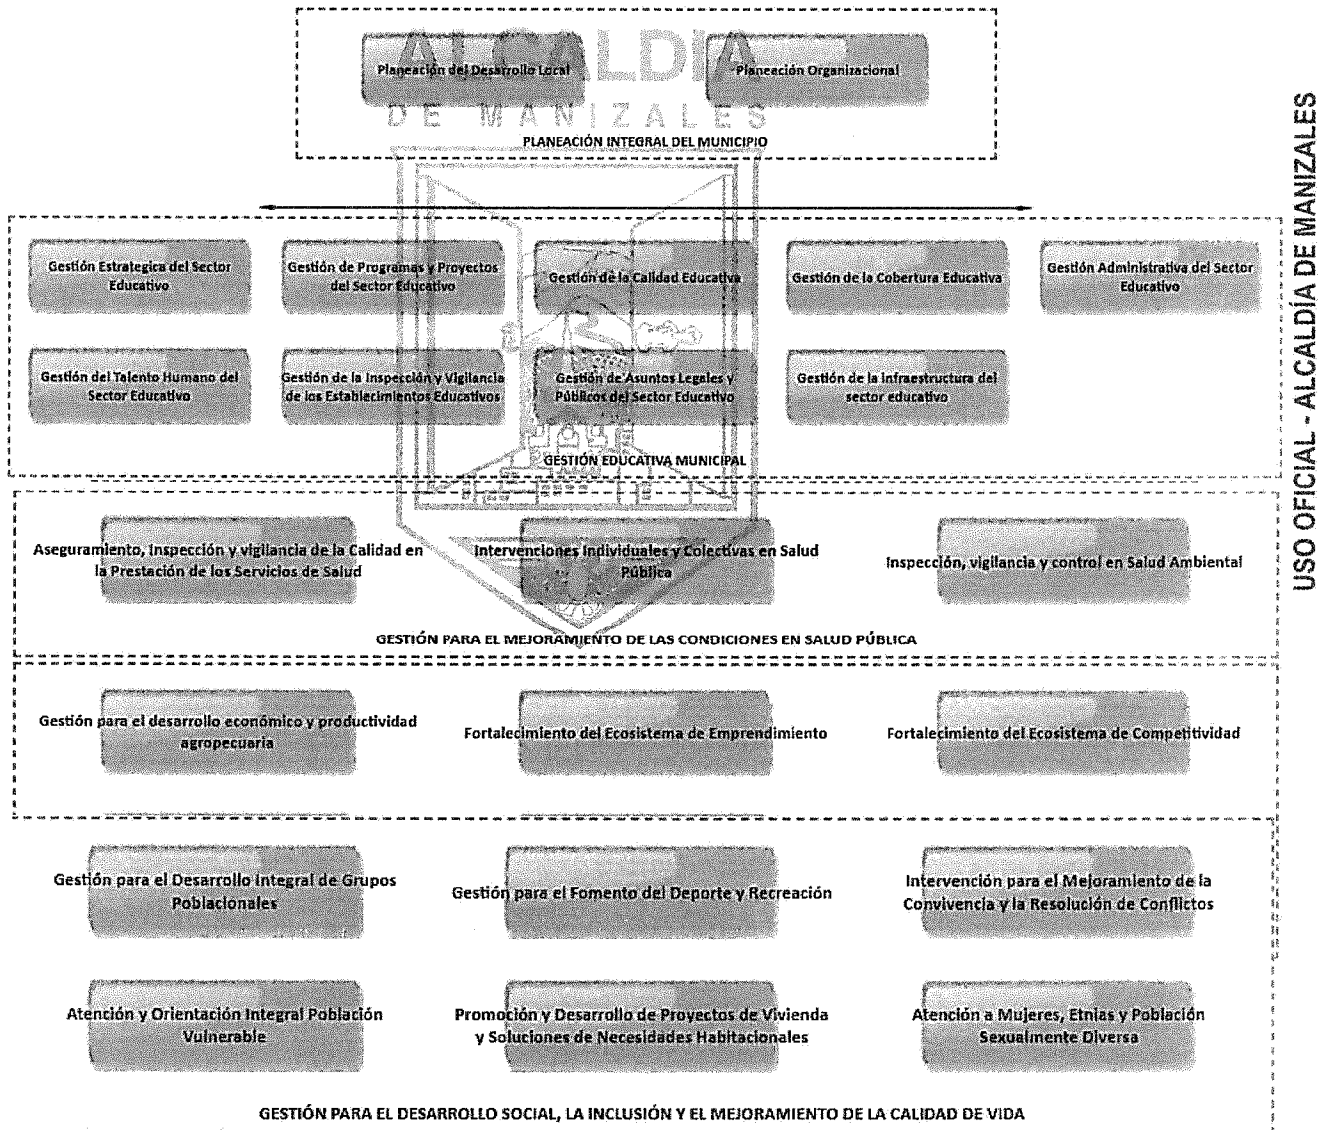 ALCALDÍA
DE MANIZALES
Planeación del Desarrollo Local
Planeación Organizacional
PLANEACIÓN INTEGRAL DEL MUNICIPIO
Gestión Estrategica del Sector
Educativo
Gestión de Programas y Proyectos
del Sector Educativo
Gestión de la Calidad Educativa
Gestión de la Cobertura Educativa
Gestión Administrativa del Sector
Educativo
Gestión del Talento Humano del
Sector Educativo
Gestión de la Inspección y Vigilancia
de los Establecimientos Educativos
Gestión de Asuntos Legales y
Públicos del Sector Educativo
Gestión de la infraestructura del
sector educativo
GESTIÓN EDUCATIVA MUNICIPAL
Aseguramiento, Inspección y vigilancia de la Calidad en
la Prestación de los Servicios de Salud
Intervenciones Individuales y Colectivas en Salud
Pública
Inspección, vigilancia y control en Salud Ambiental
GESTIÓN PARA EL MEJORAMIENTO DE LAS CONDICIONES EN SALUD PÚBLICA
Gestión para el desarrollo económico y productividad
agropecuaria
Fortalecimiento del Ecosistema de Emprendimiento
Fortalecimiento del Ecosistema de Competitividad
Gestión para el Desarrollo Integral de Grupos
Poblacionales
Gestión para el Fomento del Deporte y Recreación
Intervención para el Mejoramiento de la
Convivencia y la Resolución de Conflictos
Atención y Orientación Integral Población
Vulnerable
Promoción y Desarrollo de Proyectos de Vivienda
y Soluciones de Necesidades Habitacionales
Atención a Mujeres, Etnias y Población
Sexualmente Diversa
GESTIÓN PARA EL DESARROLLO SOCIAL, LA INCLUSIÓN Y EL MEJORAMIENTO DE LA CALIDAD DE VIDA
USO OFICIAL - ALCALDÍA DE MANIZALES